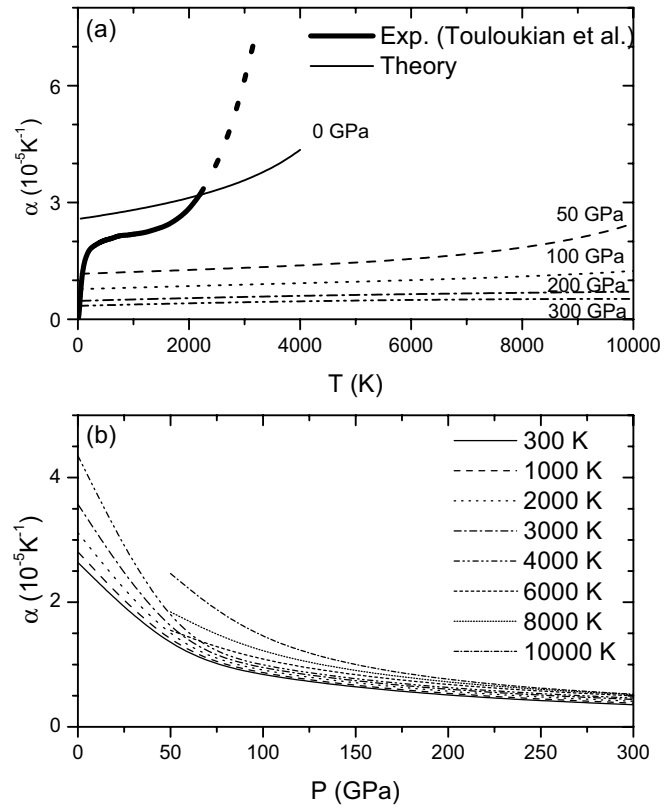 (a)
Exp. (Touloukian et al.)
Theory
0 GPa
50 GPa
100 GPa
200 GPa
300 GPa
α (10⁻⁵K⁻¹)
6
3
0
0 2000 4000 6000 8000 10000
T (K)
(b)
300 K
1000 K
2000 K
3000 K
4000 K
6000 K
8000 K
10000 K
α (10⁻⁵K⁻¹)
4
2
0
0 50 100 150 200 250 300
P (GPa)